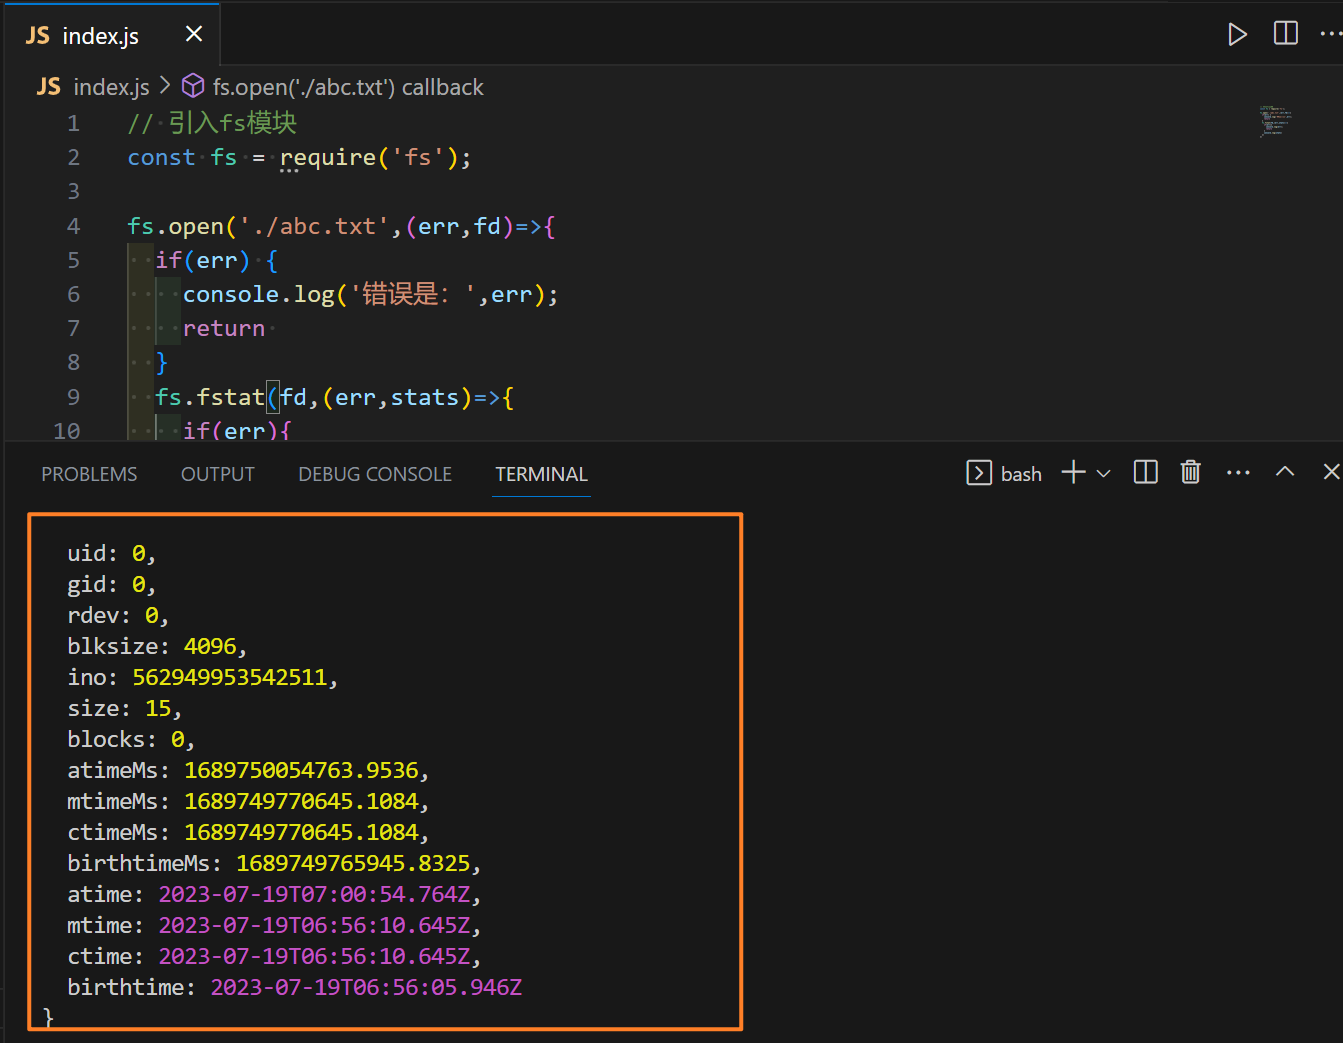 JS index.js
JS index.js > fs.open('./abc.txt') callback
1 // 引入fs模块
2 const fs = require('fs');
3
4 fs.open('./abc.txt',(err,fd)=>{
5 if(err) {
6 console.log('错误是：',err);
7 return
8 }
9 fs.fstat(fd,(err,stats)=>{
10 if(err){
PROBLEMS OUTPUT DEBUG CONSOLE TERMINAL bash
uid: 0,
gid: 0,
rdev: 0,
blksize: 4096,
ino: 562949953542511,
size: 15,
blocks: 0,
atimeMs: 1689750054763.9536,
mtimeMs: 1689749770645.1084,
ctimeMs: 1689749770645.1084,
birthtimeMs: 1689749765945.8325,
atime: 2023-07-19T07:00:54.764Z,
mtime: 2023-07-19T06:56:10.645Z,
ctime: 2023-07-19T06:56:10.645Z,
birthtime: 2023-07-19T06:56:05.946Z
}